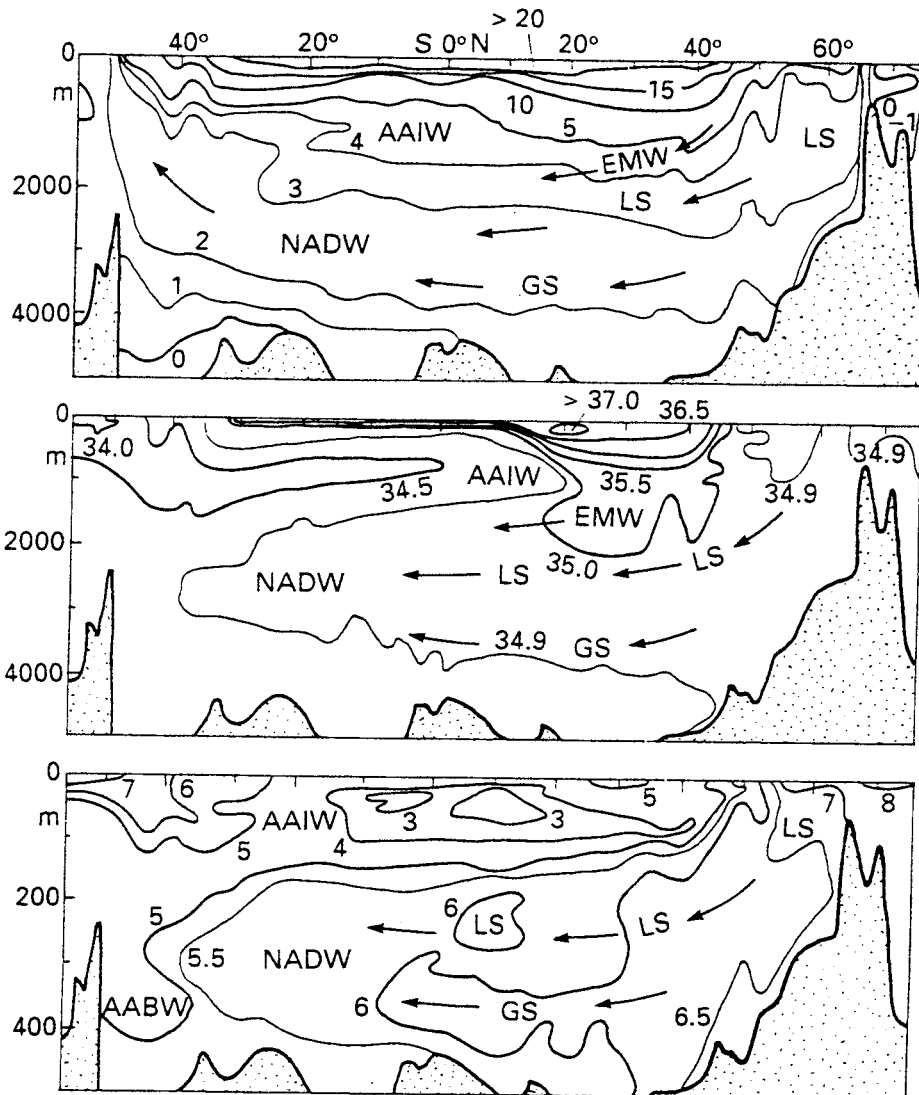 > 20
0 40° 20° S 0° N 20° 40° 60°
m 15
10 0
AAIW 5 -1
4 EMW LS
2000 3 LS
NADW
2
1 GS
4000
0
> 37.0 36.5
0
34.0 34.9
m AAIW 35.5
34.5 34.9
EMW
2000 35.0
NADW LS LS
34.9 GS
4000
0
7 6 5 7 8
m AAIW 3 3 LS
5 4
200
5 6 LS LS
5.5 NADW
AABW 6 GS 6.5
400